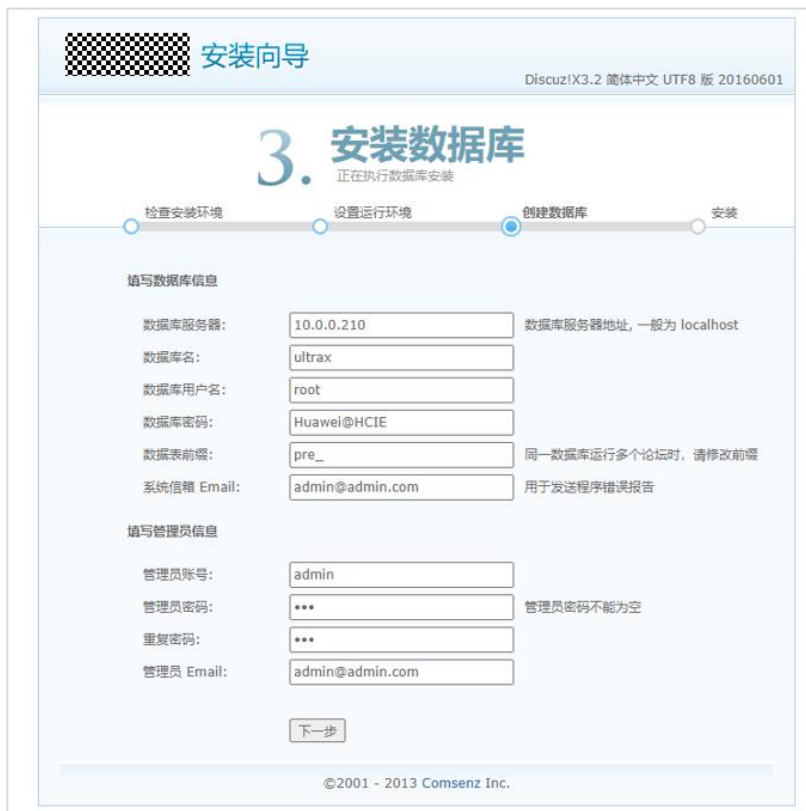 安装向导
Discuz!X3.2 简体中文 UTF8 版 20160601
3. 安装数据库
正在执行数据库安装
检查安装环境 设置运行环境 创建数据库 安装
填写数据库信息
数据库服务器: 10.0.0.210 数据库服务器地址, 一般为 localhost
数据库名: ultrax
数据库用户名: root
数据库密码: Huawei@HCIE
数据表前缀: pre_ 同一数据库运行多个论坛时，请修改前缀
系统信箱 Email: admin@admin.com 用于发送程序错误报告
填写管理员信息
管理员账号: admin
管理员密码: ••• 管理员密码不能为空
重复密码: •••
管理员 Email: admin@admin.com
下一步
©2001 - 2013 Comsenz Inc.